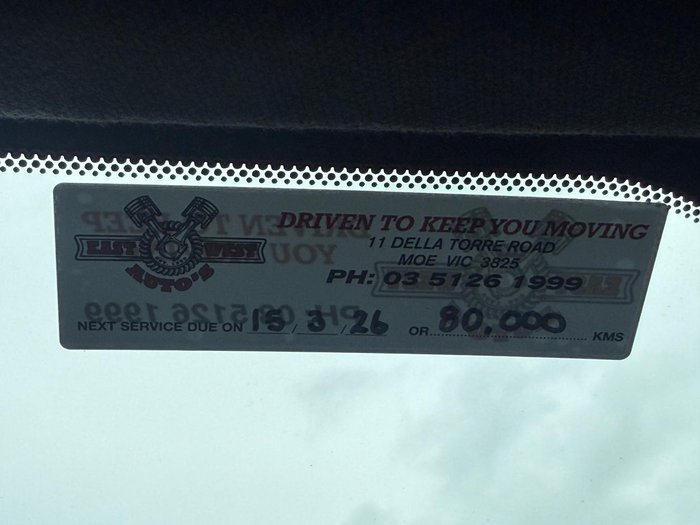 EAST WEST
AUTO'S
DRIVEN TO KEEP YOU MOVING
11 DELLA TORRE ROAD
MOE VIC 3825
PH: 03 5126 1999
NEXT SERVICE DUE ON 15/3/26 OR 80,000 KMS